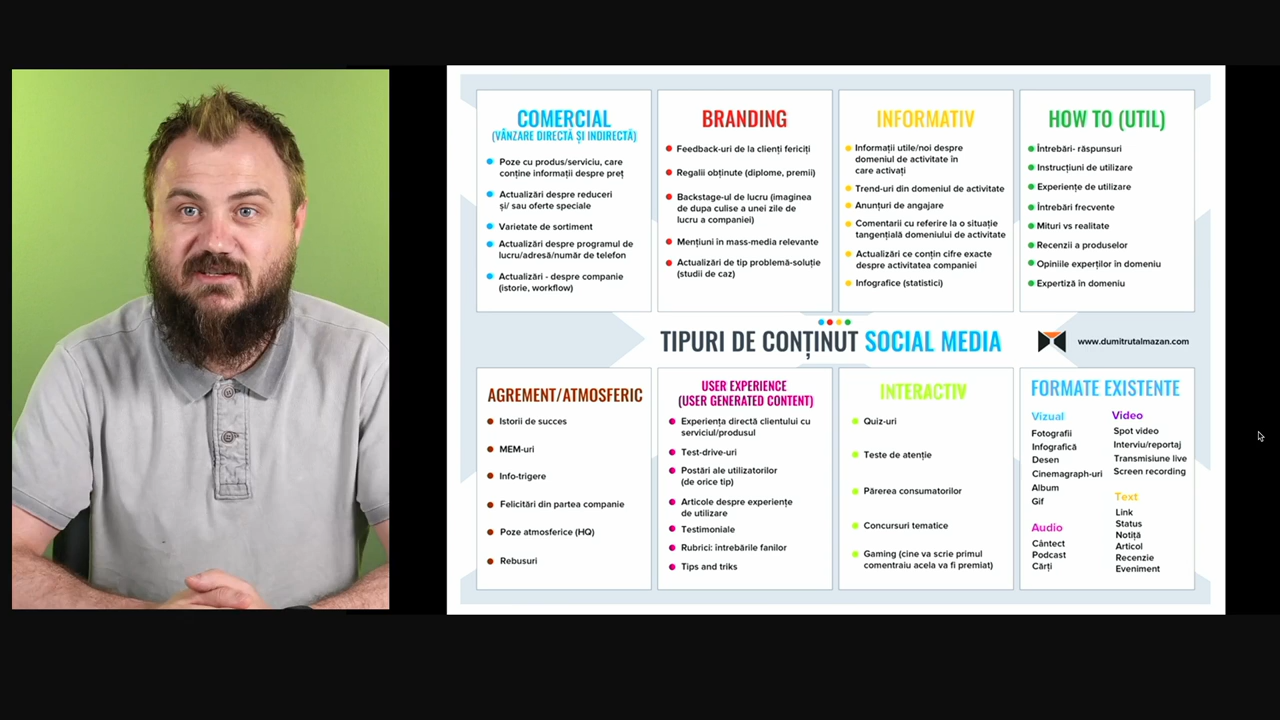 COMERCIAL
(VÂNZARE DIRECTĂ ȘI INDIRECTĂ)
Poze cu produs/serviciu, care
conține informații despre preț
Actualizări despre reduceri
și/ sau oferte speciale
Varietate de sortiment
Actualizări despre programul de
lucru/adresă/număr de telefon
Actualizări - despre companie
(istorie, workflow)
BRANDING
Feedback-uri de la clienți fericiți
Regalii obținute (diplome, premii)
Backstage-ul de lucru (imaginea
de dupa culise a unei zile de
lucru a companiei)
Mențiuni în mass-media relevante
Actualizări de tip problemă-soluție
(studii de caz)
INFORMATIV
Informații utile/noi despre
domeniul de activitate în
care activați
Trend-uri din domeniul de activitate
Anunțuri de angajare
Comentarii cu referire la o situație
tangențială domeniului de activitate
Actualizări ce conțin cifre exacte
despre activitatea companiei
Infografice (statistici)
HOW TO (UTIL)
Întrebări- răspunsuri
Instrucțiuni de utilizare
Experiențe de utilizare
Întrebări frecvente
Mituri vs realitate
Recenzii a produselor
Opiniile experților în domeniu
Expertiză în domeniu
TIPURI DE CONȚINUT SOCIAL MEDIA
www.dumitrutalmazan.com
AGREMENT/ATMOSFERIC
Istorii de succes
MEM-uri
Info-trigere
Felicitări din partea companie
Poze atmosferice (HQ)
Rebusuri
USER EXPERIENCE
(USER GENERATED CONTENT)
Experiența directă clientului cu
serviciul/produsul
Test-drive-uri
Postări ale utilizatorilor
(de orice tip)
Articole despre experiențe
de utilizare
Testimoniale
Rubrici: întrebările fanilor
Tips and triks
INTERACTIV
Quiz-uri
Teste de atenție
Părerea consumatorilor
Concursuri tematice
Gaming (cine va scrie primul
comentraiu acela va fi premiat)
FORMATE EXISTENTE
Vizual
Fotografii
Infografică
Desen
Cinemagraph-uri
Album
Gif
Audio
Cântect
Podcast
Cărți
Video
Spot video
Interviu/reportaj
Transmisiune live
Screen recording
Text
Link
Status
Notiță
Articol
Recenzie
Eveniment